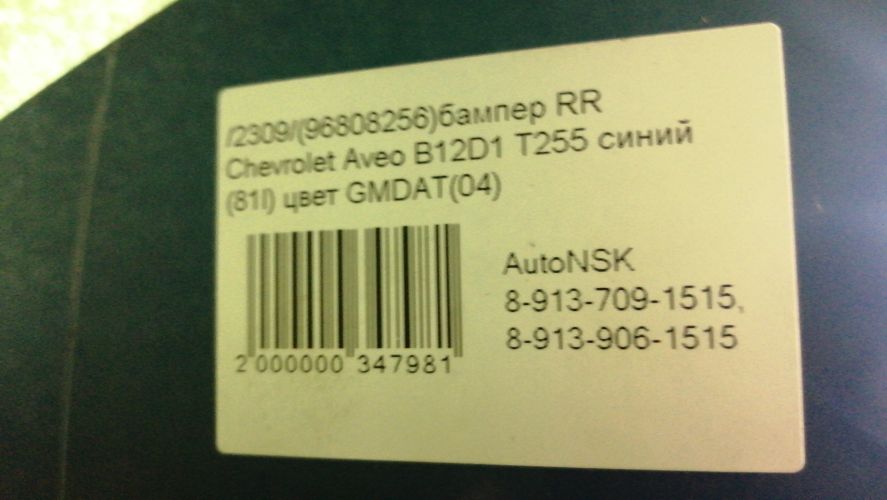 /2309/(96808256)бампер RR
Chevrolet Aveo B12D1 T255 синий
(81I) цвет GMDAT(04)
AutoNSK
8-913-709-1515,
8-913-906-1515
2 000000 347981